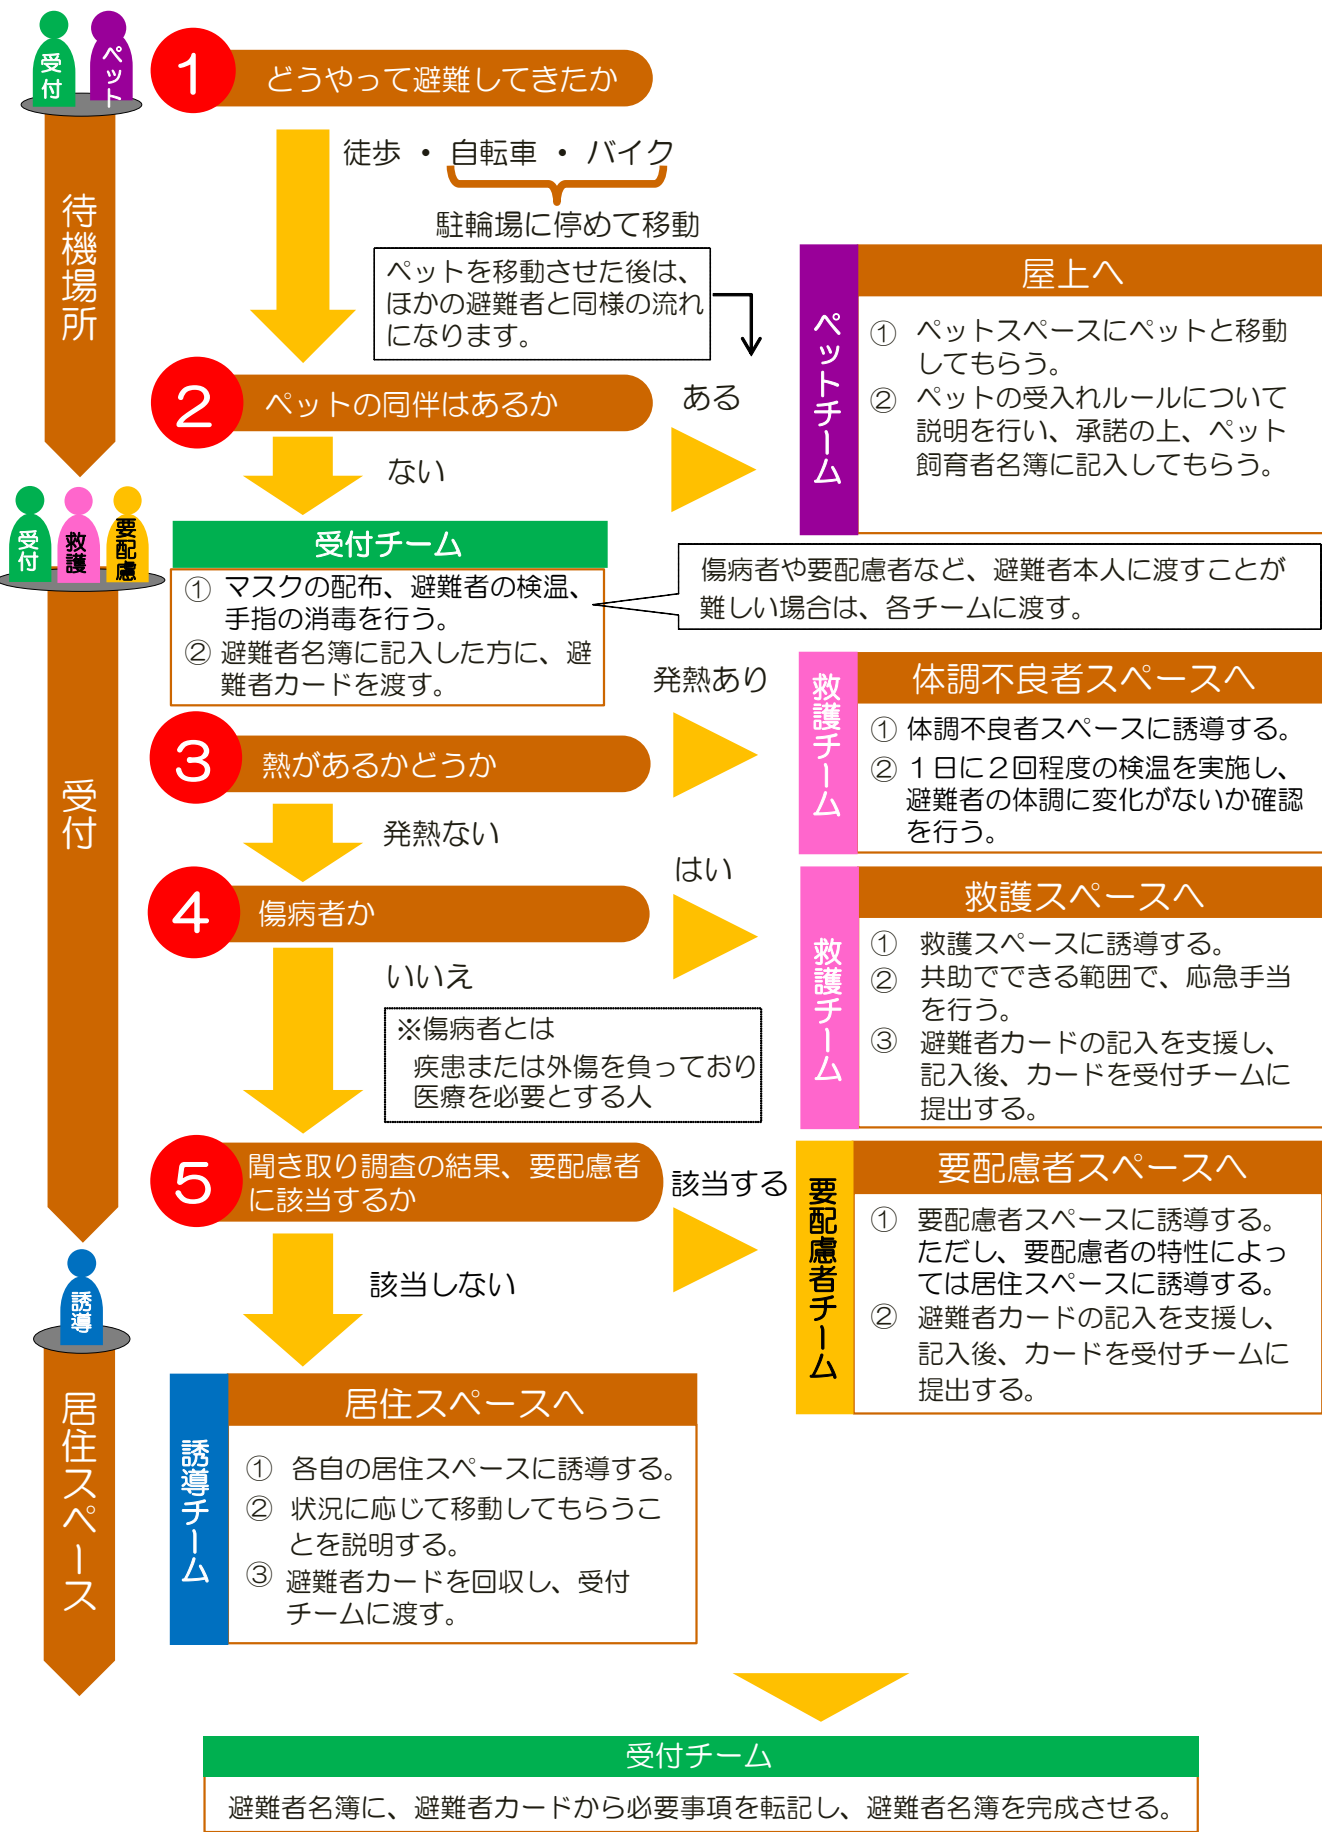 受付
ペット
1
どうやって避難してきたか
徒歩 ・ 自転車 ・ バイク
駐輪場に停めて移動
待機場所
ペットを移動させた後は、
ほかの避難者と同様の流れ
になります。
2
ペットの同伴はあるか
ある
ない
ペットチーム
屋上へ
① ペットスペースにペットと移動
してもらう。
② ペットの受入れルールについて
説明を行い、承諾の上、ペット
飼育者名簿に記入してもらう。
受付
救護
要配慮
受付チーム
① マスクの配布、避難者の検温、
手指の消毒を行う。
② 避難者名簿に記入した方に、避
難者カードを渡す。
傷病者や要配慮者など、避難者本人に渡すことが
難しい場合は、各チームに渡す。
受付
3
熱があるかどうか
発熱あり
発熱ない
救護チーム
体調不良者スペースへ
① 体調不良者スペースに誘導する。
② １日に２回程度の検温を実施し、
避難者の体調に変化がないか確認
を行う。
4
傷病者か
はい
いいえ
※傷病者とは
疾患または外傷を負っており
医療を必要とする人
救護チーム
救護スペースへ
① 救護スペースに誘導する。
② 共助でできる範囲で、応急手当
を行う。
③ 避難者カードの記入を支援し、
記入後、カードを受付チームに
提出する。
5
聞き取り調査の結果、要配慮者
に該当するか
該当する
該当しない
要配慮者チーム
要配慮者スペースへ
① 要配慮者スペースに誘導する。
ただし、要配慮者の特性によっ
ては居住スペースに誘導する。
② 避難者カードの記入を支援し、
記入後、カードを受付チームに
提出する。
誘導
居住スペース
誘導チーム
居住スペースへ
① 各自の居住スペースに誘導する。
② 状況に応じて移動してもらうこ
とを説明する。
③ 避難者カードを回収し、受付
チームに渡す。
受付チーム
避難者名簿に、避難者カードから必要事項を転記し、避難者名簿を完成させる。